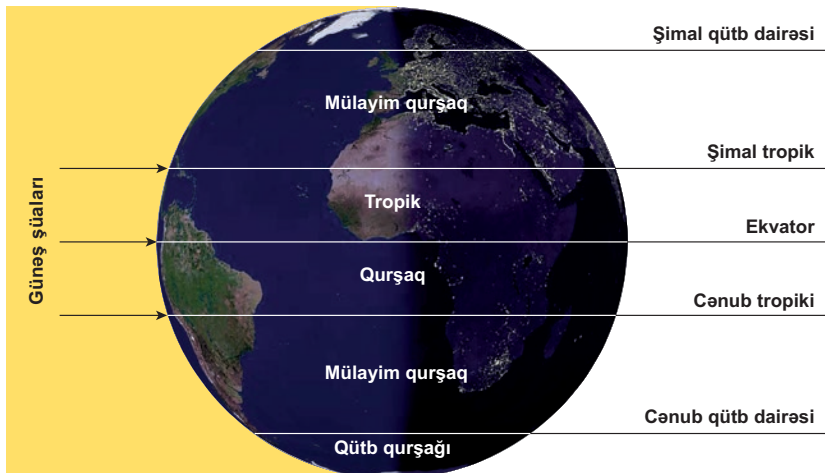 Şimal qütb dairəsi
Mülayim qurşaq
Şimal tropik
Tropik
Ekvator
Günəş şüaları
Qurşaq
Cənub tropiki
Mülayim qurşaq
Cənub qütb dairəsi
Qütb qurşağı